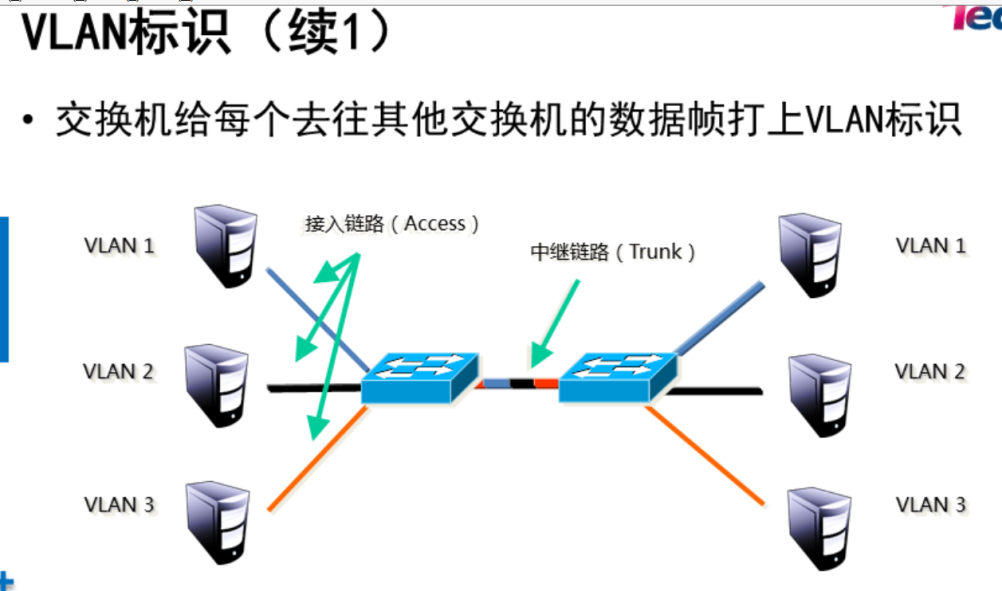 VLAN标识（续1）
• 交换机给每个去往其他交换机的数据帧打上VLAN标识
接入链路（Access）
中继链路（Trunk）
VLAN 1
VLAN 1
VLAN 2
VLAN 2
VLAN 3
VLAN 3